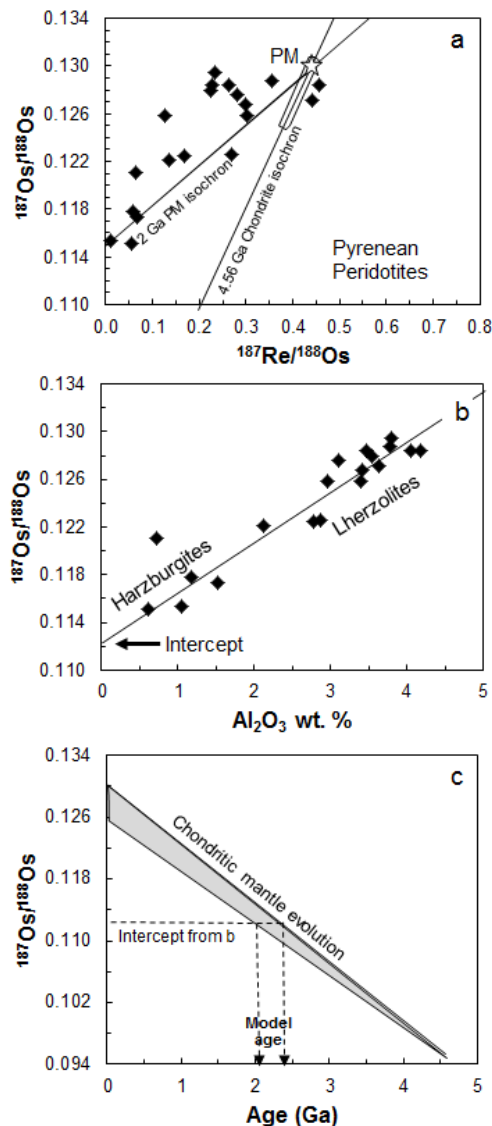 a
PM
2 Ga PM isochron
4.56 Ga Chondrite isochron
Pyrenean
Peridotites
0.134
0.130
0.126
0.122
0.118
0.114
0.110
0.0 0.1 0.2 0.3 0.4 0.5 0.6 0.7 0.8
187Os/188Os
187Re/188Os
b
0.134
0.130
0.126
0.122
0.118
0.114
0.110
Harzburgites
Lherzolites
Intercept
0 1 2 3 4 5
187Os/188Os
Al2O3 wt. %
c
0.134
0.126
0.118
0.110
0.102
0.094
Chondritic mantle evolution
Intercept from b
Model
age
0 1 2 3 4 5
187Os/188Os
Age (Ga)